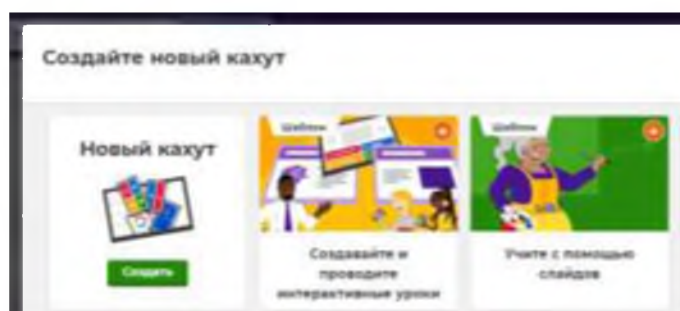 Создайте новый кахут
Новый кахут
Создать
Шаблон
Создавайте и
проводите
интерактивные уроки
Шаблон
Учите с помощью
слайдов